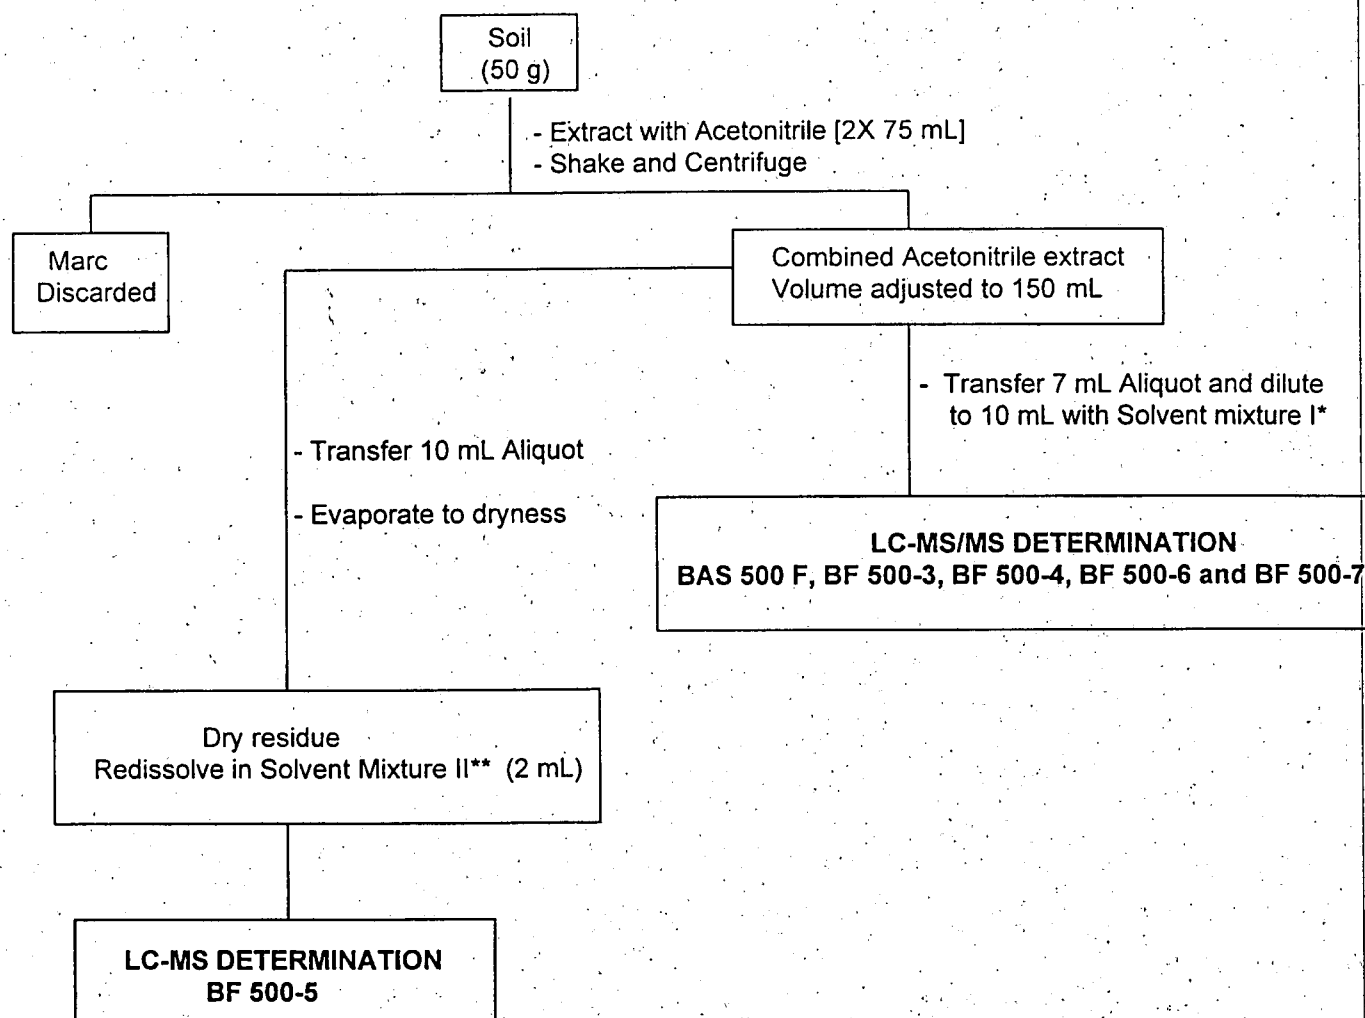 Soil
(50 g)
- Extract with Acetonitrile [2X 75 mL]
- Shake and Centrifuge
Marc
Discarded
Combined Acetonitrile extract
Volume adjusted to 150 mL
- Transfer 7 mL Aliquot and dilute
to 10 mL with Solvent mixture I*
- Transfer 10 mL Aliquot
- Evaporate to dryness
LC-MS/MS DETERMINATION
BAS 500 F, BF 500-3, BF 500-4, BF 500-6 and BF 500-7
Dry residue
Redissolve in Solvent Mixture II** (2 mL)
LC-MS DETERMINATION
BF 500-5